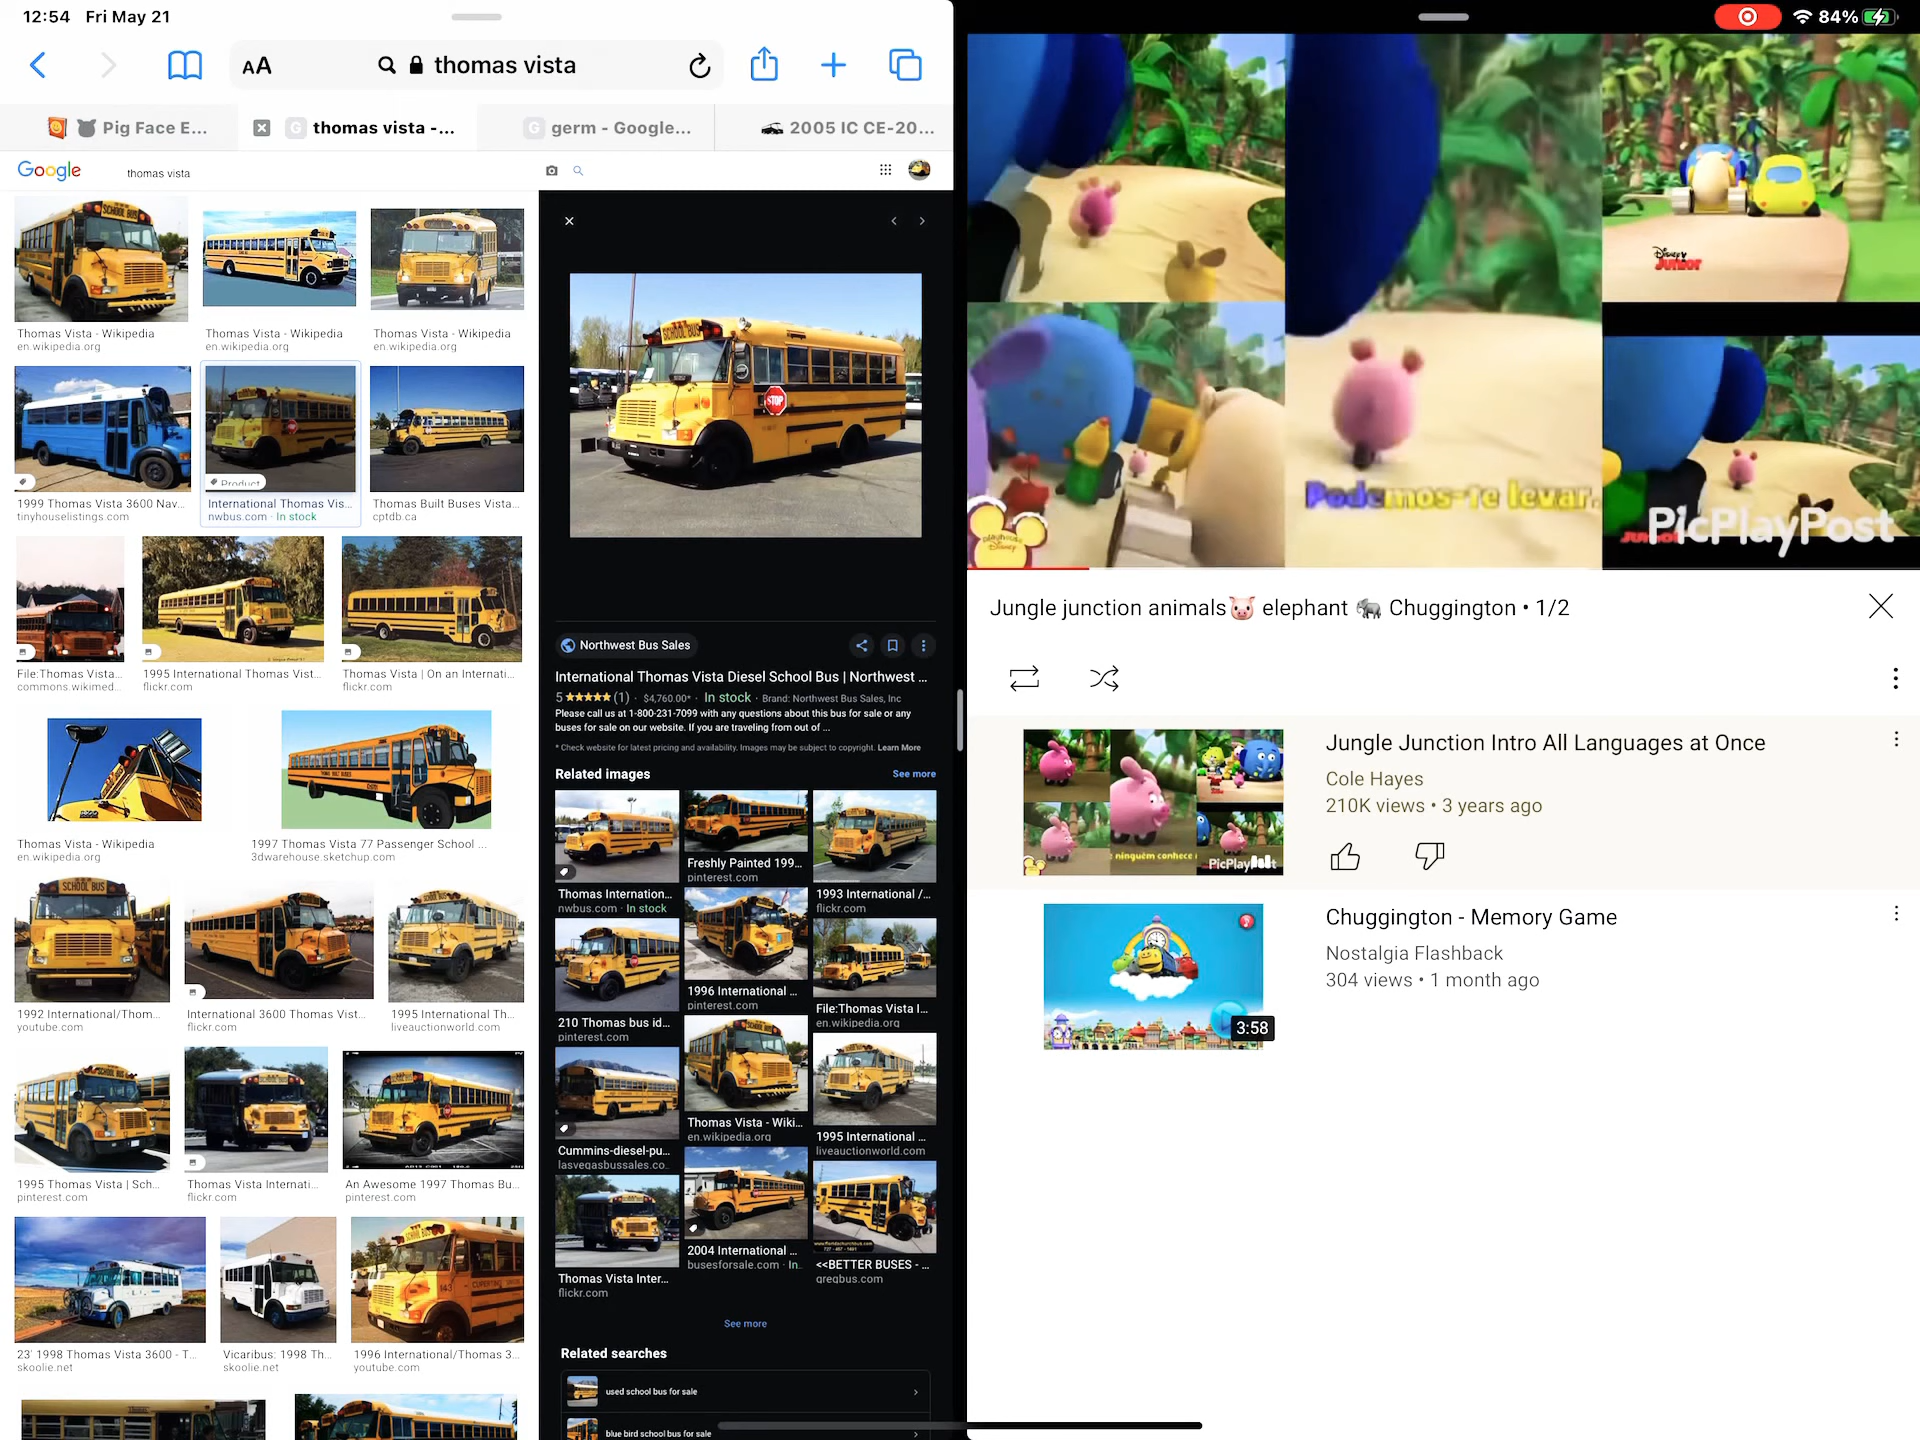 12:54 Fri May 21
84%
AA
thomas vista
Pig Face E...
thomas vista -...
germ - Google...
2005 IC CE-20...
Google
thomas vista
Thomas Vista - Wikipedia
en.wikipedia.org
Thomas Vista - Wikipedia
en.wikipedia.org
Thomas Vista - Wikipedia
en.wikipedia.org
1999 Thomas Vista 3600 Nav...
tinyhouselistings.com
Product
International Thomas Vis...
nwbus.com · In stock
Thomas Built Buses Vista...
cptdb.ca
File:Thomas Vista...
commons.wikimed...
1995 International Thomas Vist...
flickr.com
Thomas Vista | On an Internati...
flickr.com
Thomas Vista - Wikipedia
en.wikipedia.org
1997 Thomas Vista 77 Passenger School ...
3dwarehouse.sketchup.com
1992 International/Thom...
youtube.com
International 3600 Thomas Vist...
flickr.com
1995 International Th...
liveauctionworld.com
1995 Thomas Vista | Sch...
pinterest.com
Thomas Vista Internati...
flickr.com
An Awesome 1997 Thomas Bu...
pinterest.com
23' 1998 Thomas Vista 3600 - T...
skoolie.net
Vicaribus: 1998 Th...
skoolie.net
1996 International/Thomas 3...
youtube.com
SCHOOL BUS
STOP
Northwest Bus Sales
International Thomas Vista Diesel School Bus | Northwest ...
5 ★★★★★ (1) · $4,760.00* · In stock · Brand: Northwest Bus Sales, Inc
Please call us at 1-800-231-7099 with any questions about this bus for sale or any
buses for sale on our website. If you are traveling from out of ...
* Check website for latest pricing and availability. Images may be subject to copyright. Learn More
Related images
See more
Thomas Internation...
nwbus.com · In stock
Freshly Painted 199...
pinterest.com
1993 International /...
flickr.com
210 Thomas bus id...
pinterest.com
1996 International ...
pinterest.com
File:Thomas Vista I...
en.wikipedia.org
Cummins-diesel-pu...
lasvegasbussales.co...
Thomas Vista - Wiki...
en.wikipedia.org
1995 International ...
liveauctionworld.com
Thomas Vista Inter...
flickr.com
2004 International ...
busesforsale.com · In...
<<BETTER BUSES - ...
gregbus.com
See more
Related searches
used school bus for sale
blue bird school bus for sale
Disney
Junior
playhouse
Disney
Podemos-te levar.
PicPlayPost
Jungle junction animals🐷 elephant 🐘 Chuggington • 1/2
Jungle Junction Intro All Languages at Once
Cole Hayes
210K views • 3 years ago
ninguém conhece
PicPlayPost
Chuggington - Memory Game
Nostalgia Flashback
304 views • 1 month ago
3:58